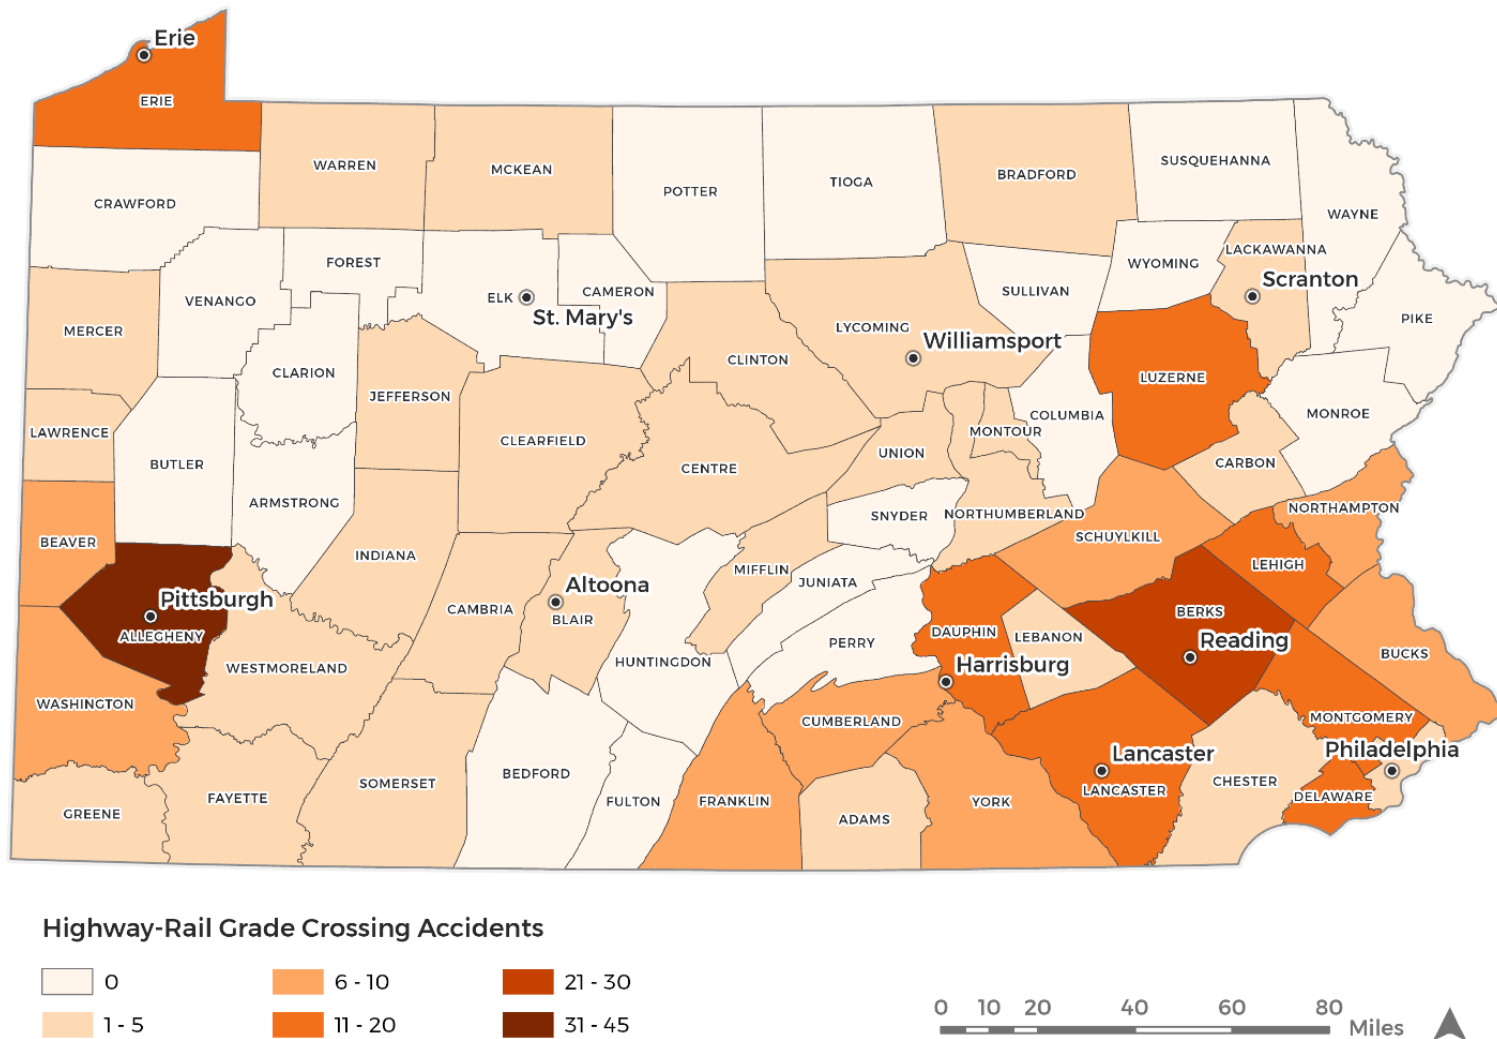 Erie
ERIE
WARREN
MCKEAN
POTTER
TIOGA
BRADFORD
SUSQUEHANNA
CRAWFORD
WAYNE
FOREST
WYOMING
LACKAWANNA
Scranton
VENANGO
ELK
CAMERON
St. Mary's
SULLIVAN
MERCER
LYCOMING
Williamsport
PIKE
CLARION
CLINTON
LUZERNE
JEFFERSON
COLUMBIA
MONROE
LAWRENCE
MONTOUR
BUTLER
CLEARFIELD
CENTRE
UNION
CARBON
ARMSTRONG
SNYDER
NORTHUMBERLAND
NORTHAMPTON
BEAVER
INDIANA
SCHUYLKILL
MIFFLIN
JUNIATA
LEHIGH
Pittsburgh
ALLEGHENY
CAMBRIA
Altoona
BLAIR
BERKS
Reading
DAUPHIN
LEBANON
PERRY
WESTMORELAND
HUNTINGDON
Harrisburg
BUCKS
WASHINGTON
CUMBERLAND
MONTGOMERY
Philadelphia
Lancaster
LANCASTER
BEDFORD
SOMERSET
CHESTER
DELAWARE
FAYETTE
FULTON
FRANKLIN
YORK
GREENE
ADAMS
Highway-Rail Grade Crossing Accidents
0
6 - 10
21 - 30
1 - 5
11 - 20
31 - 45
0 10 20 40 60 80
Miles